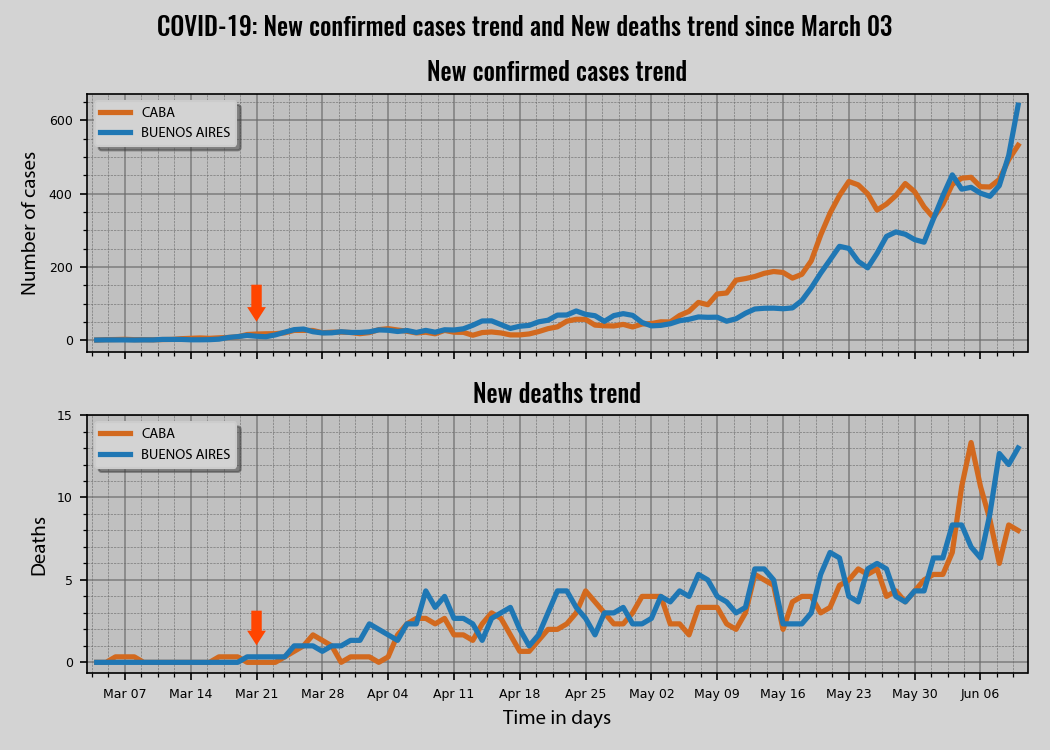 COVID-19: New confirmed cases trend and New deaths trend since March 03
New confirmed cases trend
CABA
BUENOS AIRES
Number of cases
600
400
200
0
New deaths trend
CABA
BUENOS AIRES
Deaths
15
10
5
0
Mar 07 Mar 14 Mar 21 Mar 28 Apr 04 Apr 11 Apr 18 Apr 25 May 02 May 09 May 16 May 23 May 30 Jun 06
Time in days